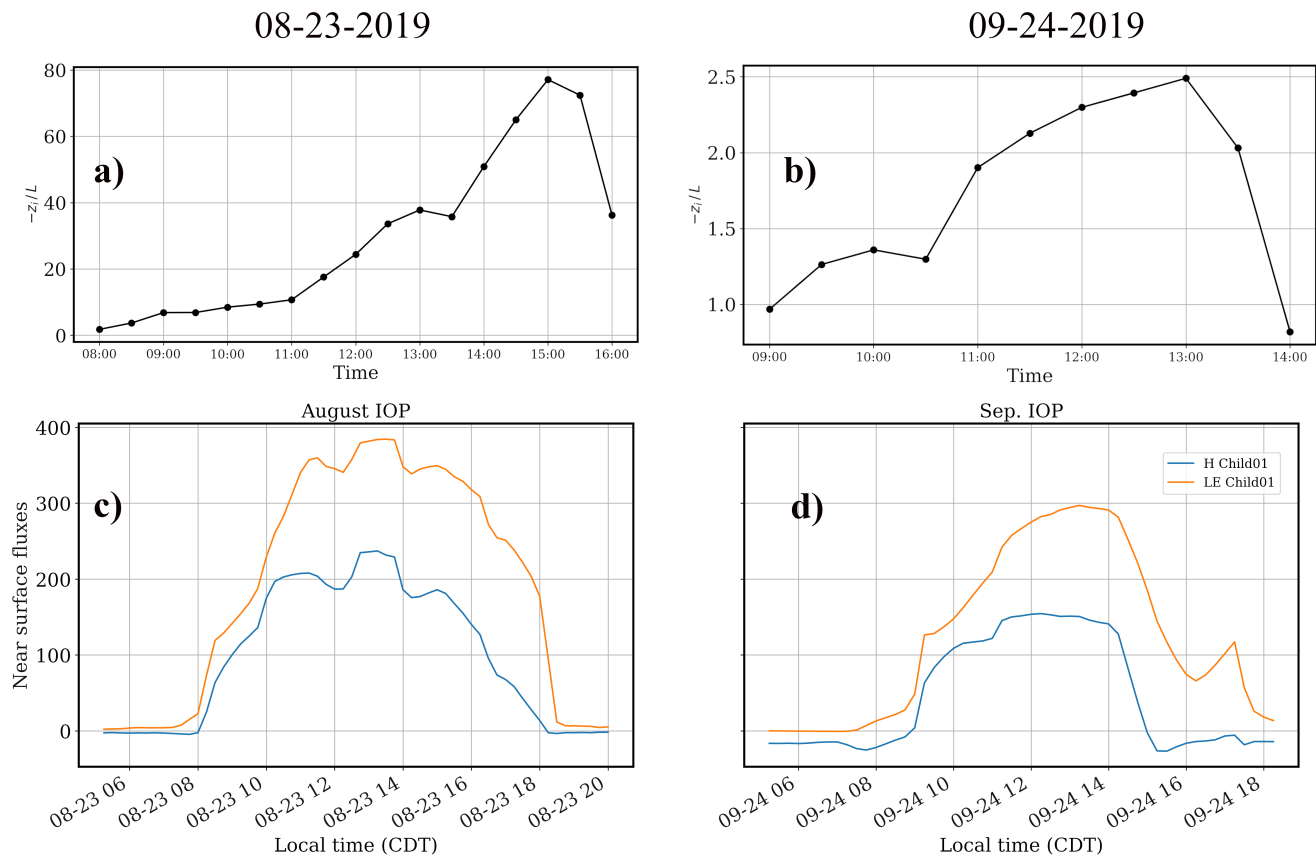 08-23-2019
09-24-2019
80
60
40
20
0
-z_i / L
a)
08:00 09:00 10:00 11:00 12:00 13:00 14:00 15:00 16:00
Time
2.5
2.0
1.5
1.0
-z_i / L
b)
09:00 10:00 11:00 12:00 13:00 14:00
Time
August IOP
400
300
200
100
0
Near surface fluxes
c)
08-23 06 08-23 08 08-23 10 08-23 12 08-23 14 08-23 16 08-23 18 08-23 20
Local time (CDT)
Sep. IOP
H Child01
LE Child01
d)
09-24 06 09-24 08 09-24 10 09-24 12 09-24 14 09-24 16 09-24 18
Local time (CDT)